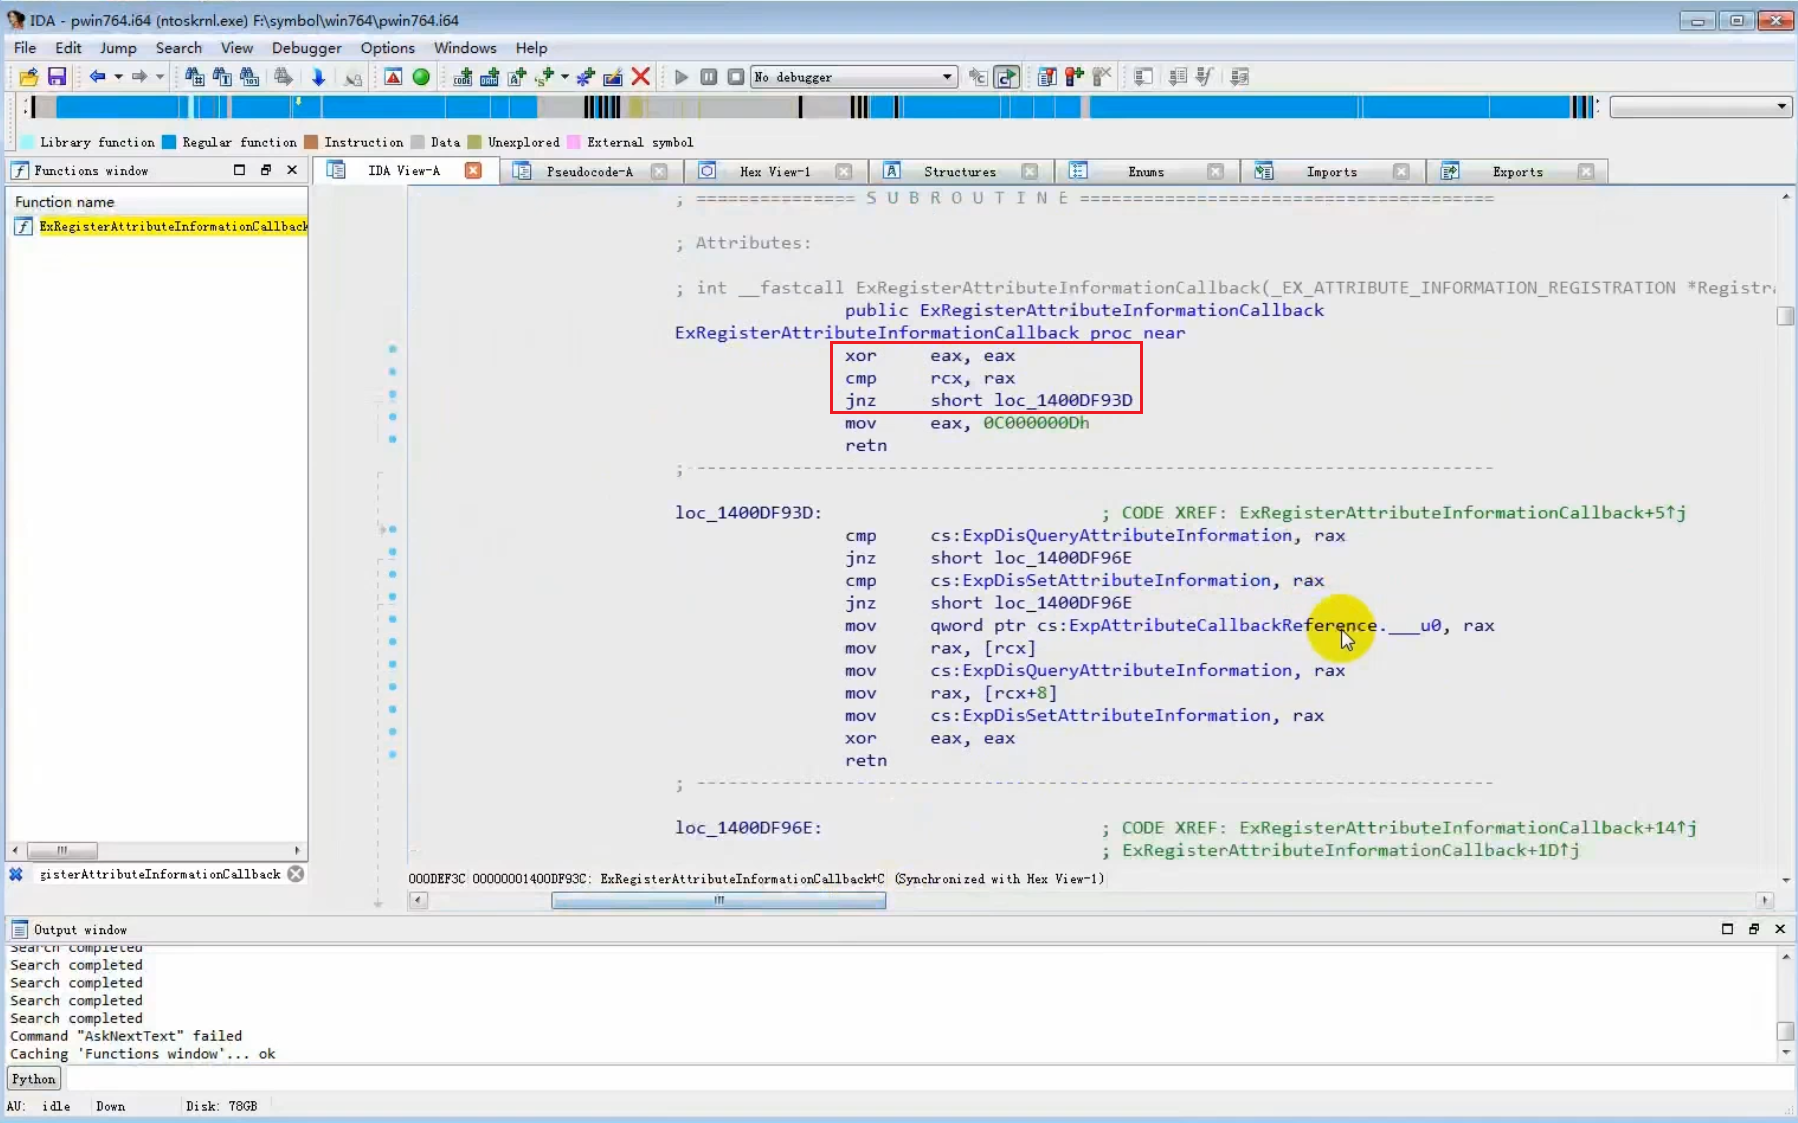 IDA - pwin764.i64 (ntoskrnl.exe) F:\symbol\win764\pwin764.i64
File Edit Jump Search View Debugger Options Windows Help
No debugger
Library function Regular function Instruction Data Unexplored External symbol
Functions window
IDA View-A Pseudocode-A Hex View-1 Structures Enums Imports Exports
Function name
ExRegisterAttributeInformationCallback
; =============== S U B R O U T I N E =======================================
; Attributes:
; int __fastcall ExRegisterAttributeInformationCallback(_EX_ATTRIBUTE_INFORMATION_REGISTRATION *Registra
public ExRegisterAttributeInformationCallback
ExRegisterAttributeInformationCallback proc near
xor eax, eax
cmp rcx, rax
jnz short loc_1400DF93D
mov eax, 0C000000Dh
retn
; ---------------------------------------------------------------------------
loc_1400DF93D: ; CODE XREF: ExRegisterAttributeInformationCallback+5↑j
cmp cs:ExpDisQueryAttributeInformation, rax
jnz short loc_1400DF96E
cmp cs:ExpDisSetAttributeInformation, rax
jnz short loc_1400DF96E
mov qword ptr cs:ExpAttributeCallbackReference.___u0, rax
mov rax, [rcx]
mov cs:ExpDisQueryAttributeInformation, rax
mov rax, [rcx+8]
mov cs:ExpDisSetAttributeInformation, rax
xor eax, eax
retn
; ---------------------------------------------------------------------------
loc_1400DF96E: ; CODE XREF: ExRegisterAttributeInformationCallback+14↑j
; ExRegisterAttributeInformationCallback+1D↑j
gisterAttributeInformationCallback
000DEF3C 00000001400DF93C: ExRegisterAttributeInformationCallback+C (Synchronized with Hex View-1)
Output window
Search completed
Search completed
Search completed
Search completed
Search completed
Command "AskNextText" failed
Caching 'Functions window'... ok
Python
AU: idle Down Disk: 78GB